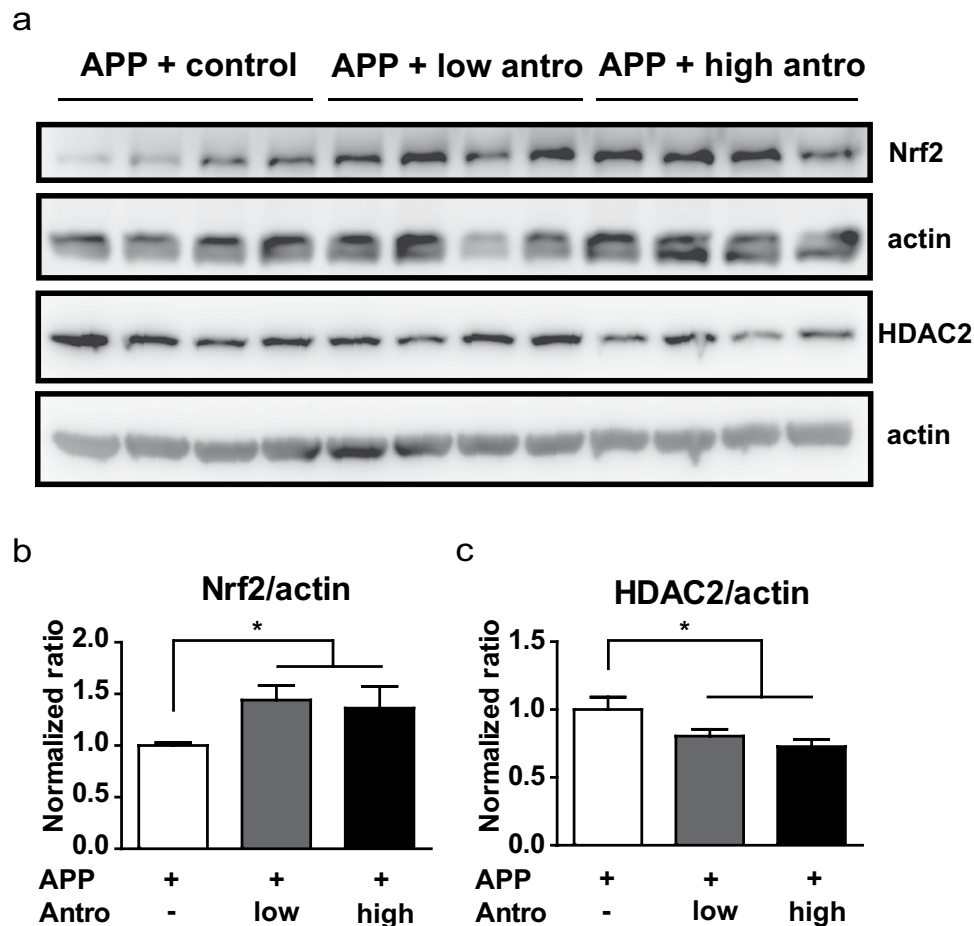 a
APP + control APP + low antro APP + high antro
Nrf2
actin
HDAC2
actin
b
Nrf2/actin
*
Normalized ratio
2.0
1.5
1.0
0.5
0.0
APP + + +
Antro - low high
c
HDAC2/actin
*
Normalized ratio
1.5
1.0
0.5
0.0
APP + + +
Antro - low high